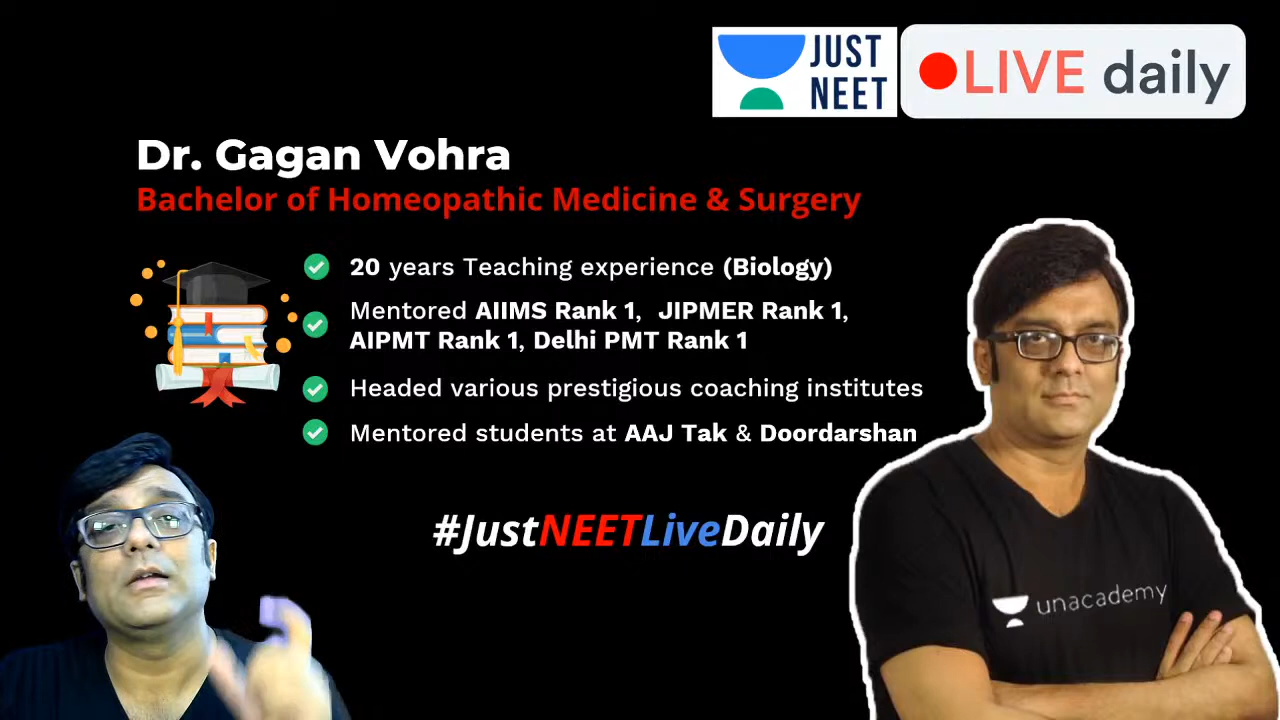 JUST
NEET
LIVE daily
Dr. Gagan Vohra
Bachelor of Homeopathic Medicine & Surgery
20 years Teaching experience (Biology)
Mentored AIIMS Rank 1, JIPMER Rank 1,
AIPMT Rank 1, Delhi PMT Rank 1
Headed various prestigious coaching institutes
Mentored students at AAJ Tak & Doordarshan
#JustNEETLiveDaily
unacademy